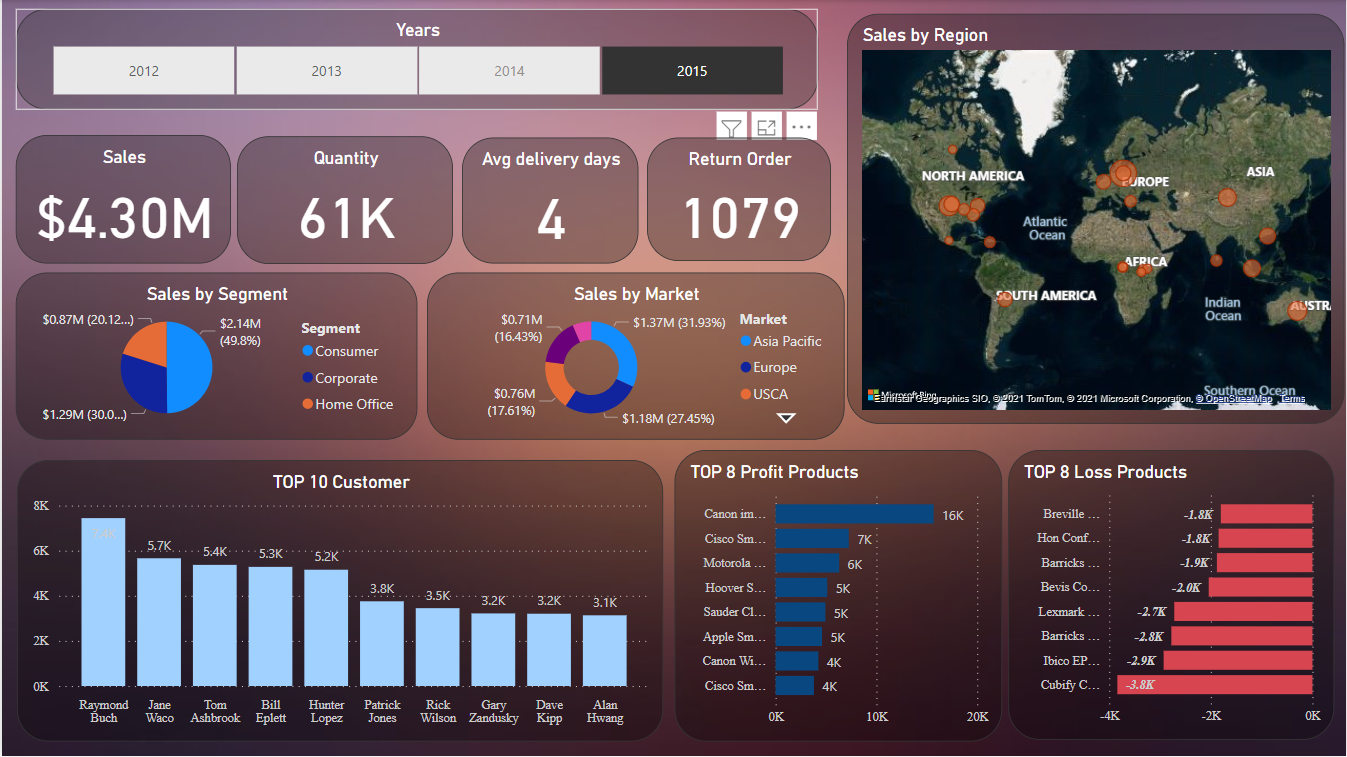 Years
2012
2013
2014
2015
Sales by Region
NORTH AMERICA
EUROPE
ASIA
Atlantic
Ocean
AFRICA
SOUTH AMERICA
Indian
Ocean
AUSTR
Southern Ocean
Microsoft Bing
Earthstar Geographics SIO, © 2021 TomTom, © 2021 Microsoft Corporation, © OpenStreetMap Terms
Sales
$4.30M
Quantity
61K
Avg delivery days
4
Return Order
1079
Sales by Segment
$0.87M (20.12...)
$2.14M
(49.8%)
$1.29M (30.0...)
Segment
Consumer
Corporate
Home Office
Sales by Market
$0.71M
(16.43%)
$1.37M (31.93%)
$0.76M
(17.61%)
$1.18M (27.45%)
Market
Asia Pacific
Europe
USCA
TOP 10 Customer
8K
6K
4K
2K
0K
7.4K
5.7K
5.4K
5.3K
5.2K
3.8K
3.5K
3.2K
3.2K
3.1K
Raymond
Buch
Jane
Waco
Tom
Ashbrook
Bill
Eplett
Hunter
Lopez
Patrick
Jones
Rick
Wilson
Gary
Zandusky
Dave
Kipp
Alan
Hwang
TOP 8 Profit Products
Canon im... 16K
Cisco Sm... 7K
Motorola ... 6K
Hoover S... 5K
Sauder Cl... 5K
Apple Sm... 5K
Canon Wi... 4K
Cisco Sm... 4K
0K 10K 20K
TOP 8 Loss Products
Breville ... -1.8K
Hon Conf... -1.8K
Barricks ... -1.9K
Bevis Co... -2.0K
Lexmark ... -2.7K
Barricks ... -2.8K
Ibico EP... -2.9K
Cubify C... -3.8K
-4K -2K 0K